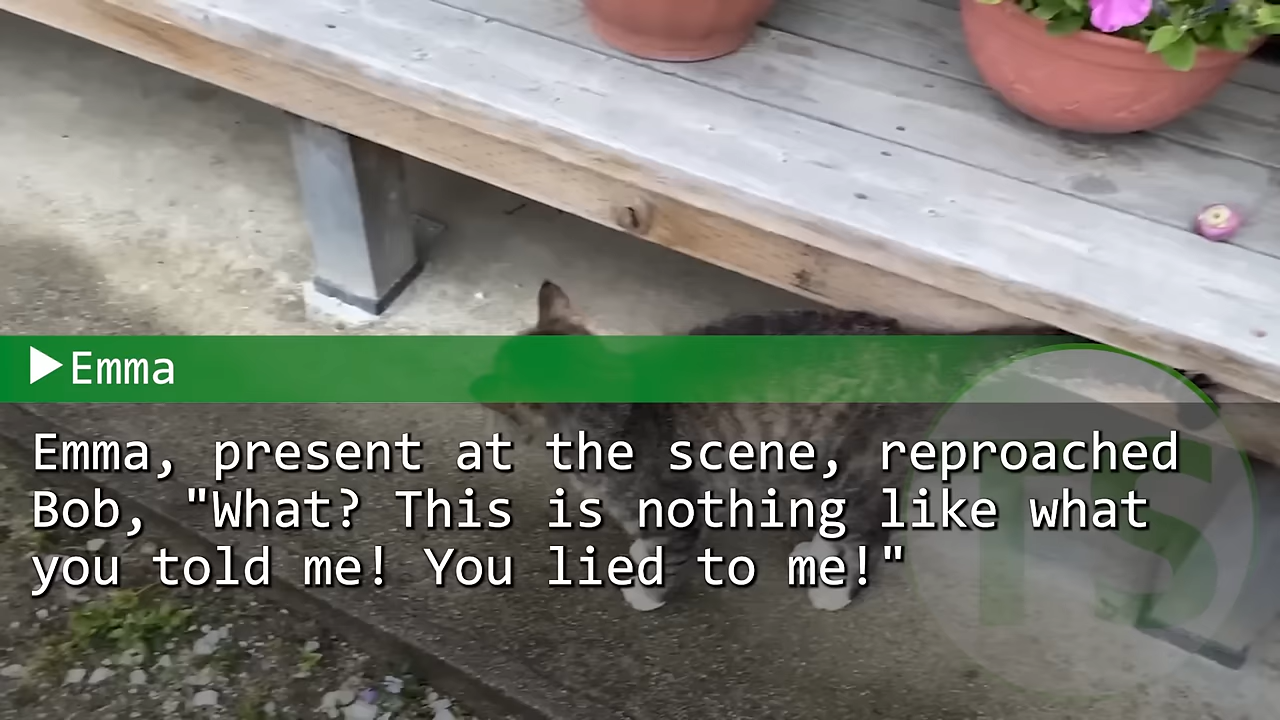 ▶Emma
Emma, present at the scene, reproached
Bob, "What? This is nothing like what
you told me! You lied to me!"
TS